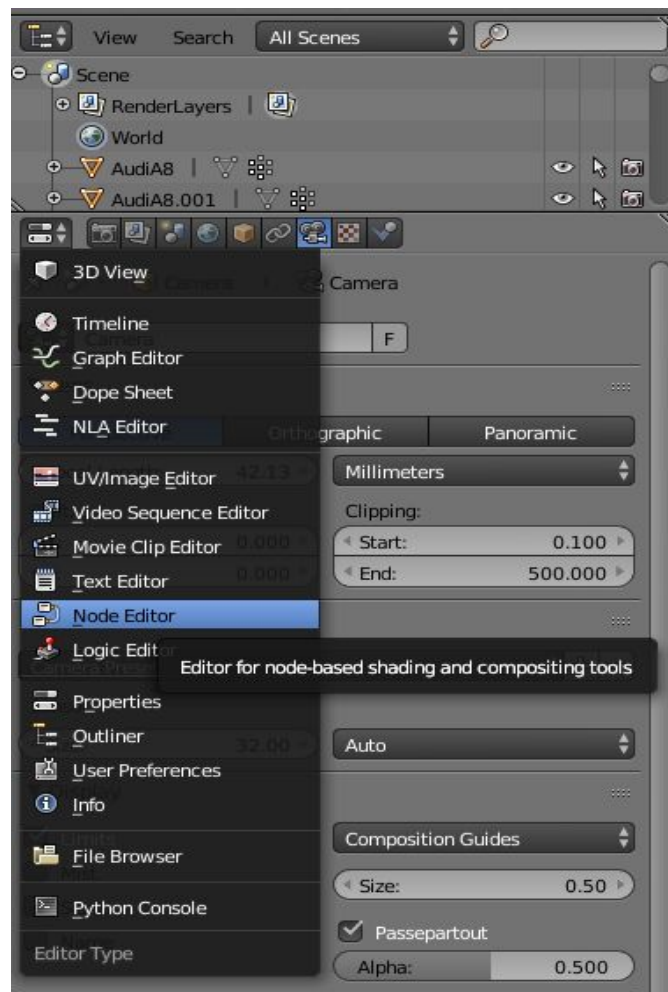 View Search All Scenes
Scene
RenderLayers
World
AudiA8
AudiA8.001
3D View
Camera
Timeline
F
Graph Editor
Dope Sheet
NLA Editor
Orthographic
Panoramic
42.13
Millimeters
UV/Image Editor
Video Sequence Editor
Clipping:
Movie Clip Editor
0.000
Start: 0.100
Text Editor
0.000
End: 500.000
Node Editor
Logic Edit
Editor for node-based shading and compositing tools
Properties
Outliner
32.00
Auto
User Preferences
Info
Composition Guides
File Browser
Size: 0.50
Python Console
Passepartout
Editor Type
Alpha: 0.500